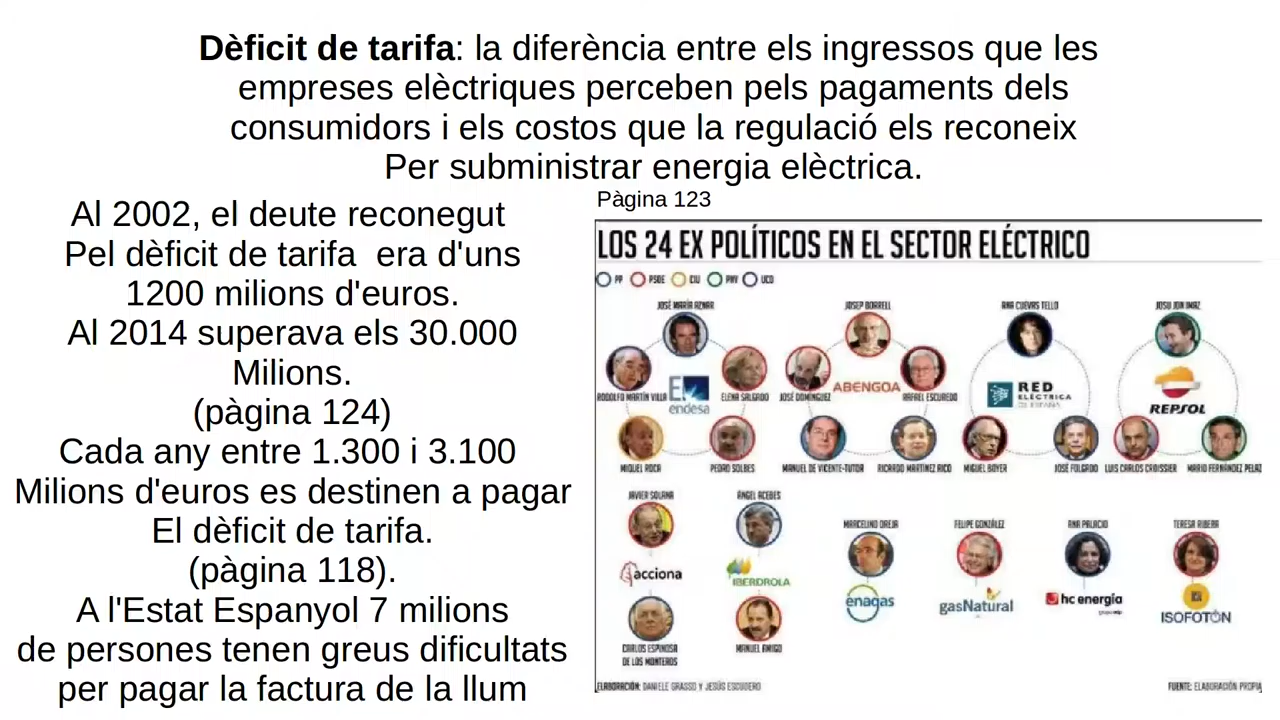 Dèficit de tarifa: la diferència entre els ingressos que les
empreses elèctriques perceben pels pagaments dels
consumidors i els costos que la regulació els reconeix
Per subministrar energia elèctrica.
Al 2002, el deute reconegut
Pel dèficit de tarifa era d'uns
1200 milions d'euros.
Al 2014 superava els 30.000
Milions.
(pàgina 124)
Cada any entre 1.300 i 3.100
Milions d'euros es destinen a pagar
El dèficit de tarifa.
(pàgina 118).
A l'Estat Espanyol 7 milions
de persones tenen greus dificultats
per pagar la factura de la llum
Pàgina 123
LOS 24 EX POLÍTICOS EN EL SECTOR ELÉCTRICO
PP PSOE CIU PNV UCD
JOSÉ MARÍA AZNAR
RODOLFO MARTÍN VILLA
ELENA SALGADO
endesa
MIQUEL ROCA
PEDRO SOLBES
JOSEP BORRELL
JOSÉ DOMÍNGUEZ
RAFAEL ESCUREDO
ABENGOA
MANUEL DE VICENTE-TUTOR
RICARDO MARTÍNEZ RICO
ANA CUEVAS TELLO
RED
ELÉCTRICA
DE ESPAÑA
MIGUEL BOYER
JOSÉ FOLGADO
JOSU JON IMAZ
REPSOL
LUIS CARLOS CROISSIER
MARIO FERNÁNDEZ PELAZ
JAVIER SOLANA
acciona
CARLOS ESPINOSA
DE LOS MONTEROS
ÁNGEL ACEBES
IBERDROLA
MANUEL AMIGO
MARCELINO OREJA
enagas
FELIPE GONZÁLEZ
gasNatural
ANA PALACIO
hc energía
TERESA RIBERA
ISOFOTÓN
ELABORACIÓN: DANIELE GRASSO Y JESÚS ESCUDERO
FUENTE: ELABORACIÓN PROPIA